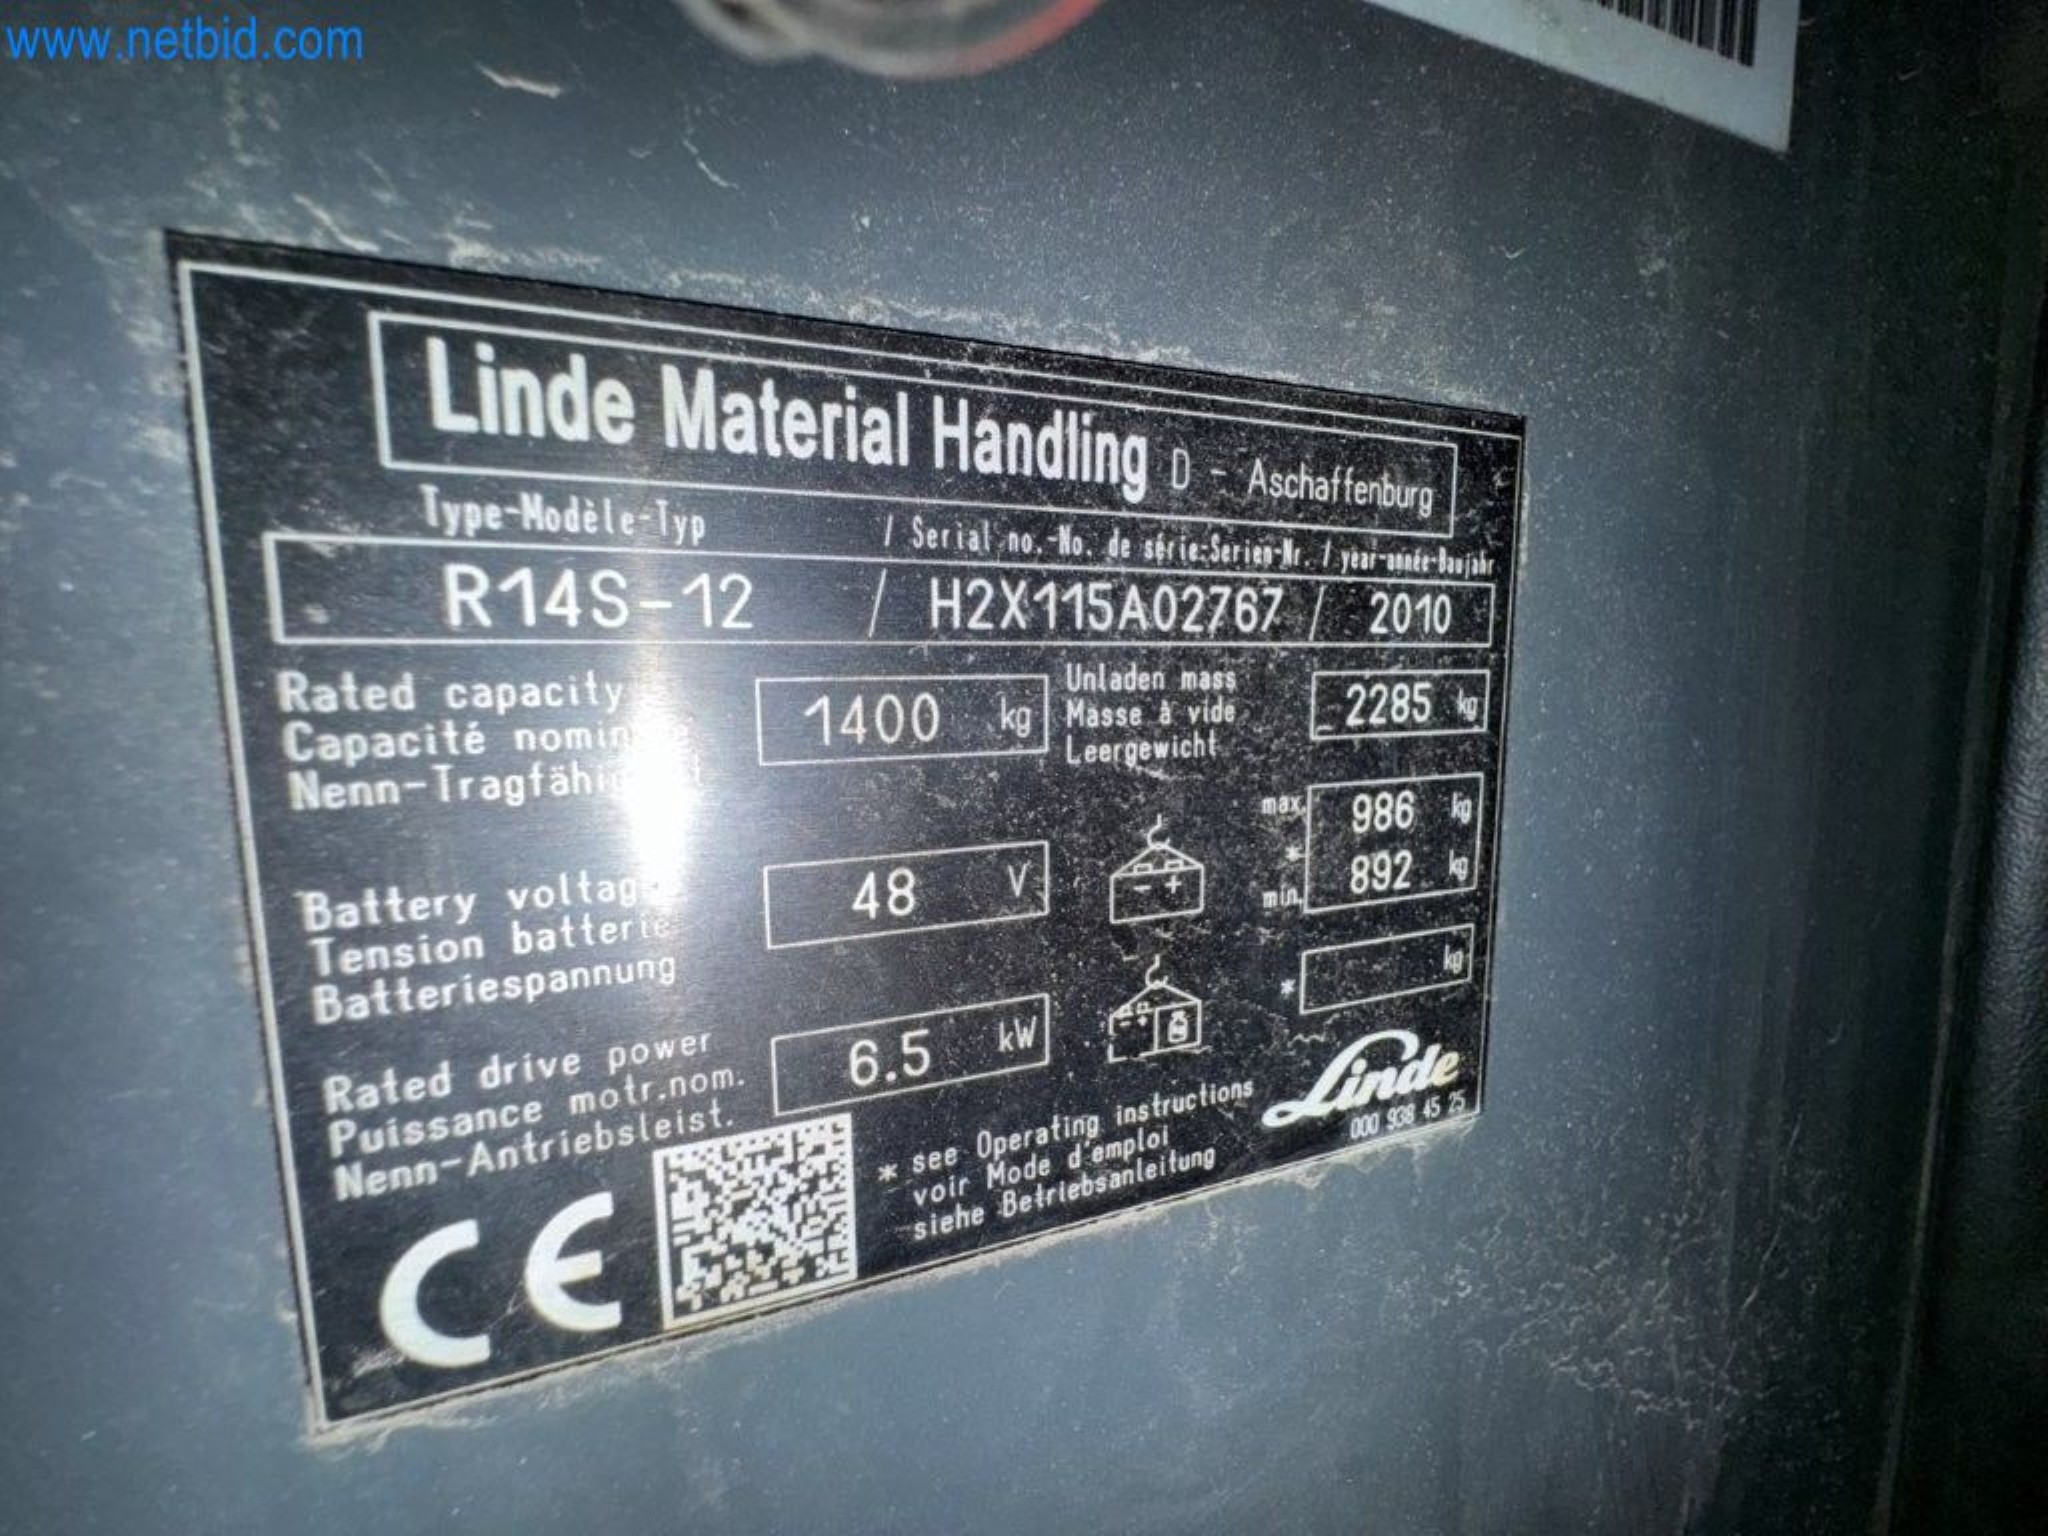 www.netbid.com
Linde Material Handling D - Aschaffenburg
Type-Modèle-Typ / Serial no.-No. de série-Serien-Nr. / year-année-Baujahr
R14S-12 / H2X115A02767 / 2010
Rated capacity
Capacité
Nenn-Tragfähigkeit
1400 kg
Unladen mass
Masse à vide
Leergewicht
2285 kg
Battery voltage
Tension batterie
Batteriespannung
48 V
max. 986 kg
*
min. 892 kg
* kg
Rated drive power
Puissance motr.nom.
Nenn-Antriebsleist.
6.5 kW
CE
* see Operating instructions
voir Mode d'emploi
siehe Betriebsanleitung
Linde
000 938 45 25